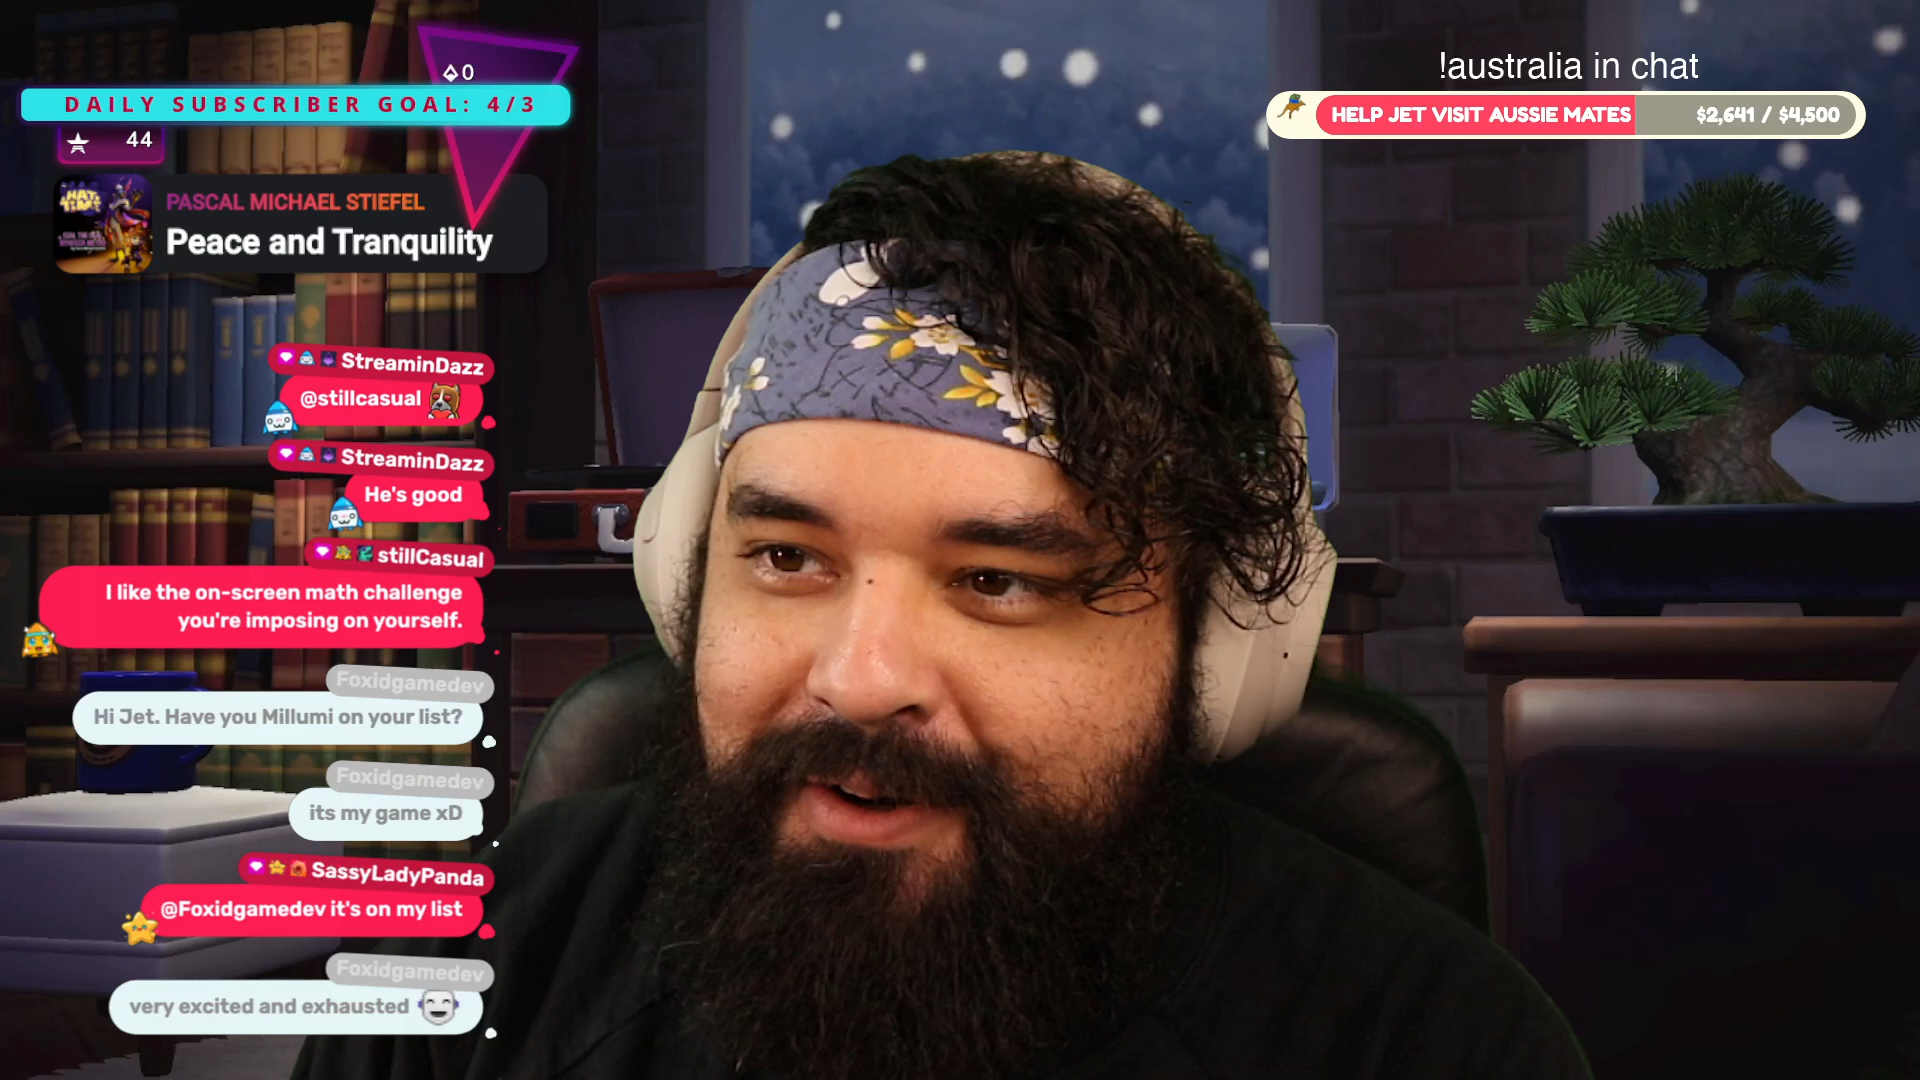 0
DAILY SUBSCRIBER GOAL: 4/3
44
PASCAL MICHAEL STIEFEL
Peace and Tranquility
StreaminDazz
@stillcasual
StreaminDazz
He's good
stillCasual
I like the on-screen math challenge
you're imposing on yourself.
Foxidgamedev
Hi Jet. Have you Millumi on your list?
Foxidgamedev
its my game xD
SassyLadyPanda
@Foxidgamedev it's on my list
Foxidgamedev
very excited and exhausted
!australia in chat
HELP JET VISIT AUSSIE MATES $2,641 / $4,500